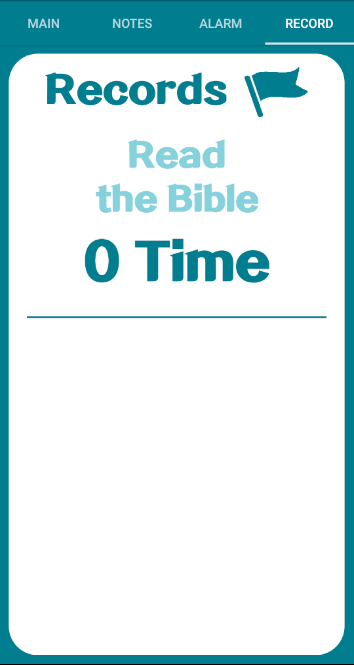 MAIN NOTES ALARM RECORD
Records
Read
the Bible
0 Time